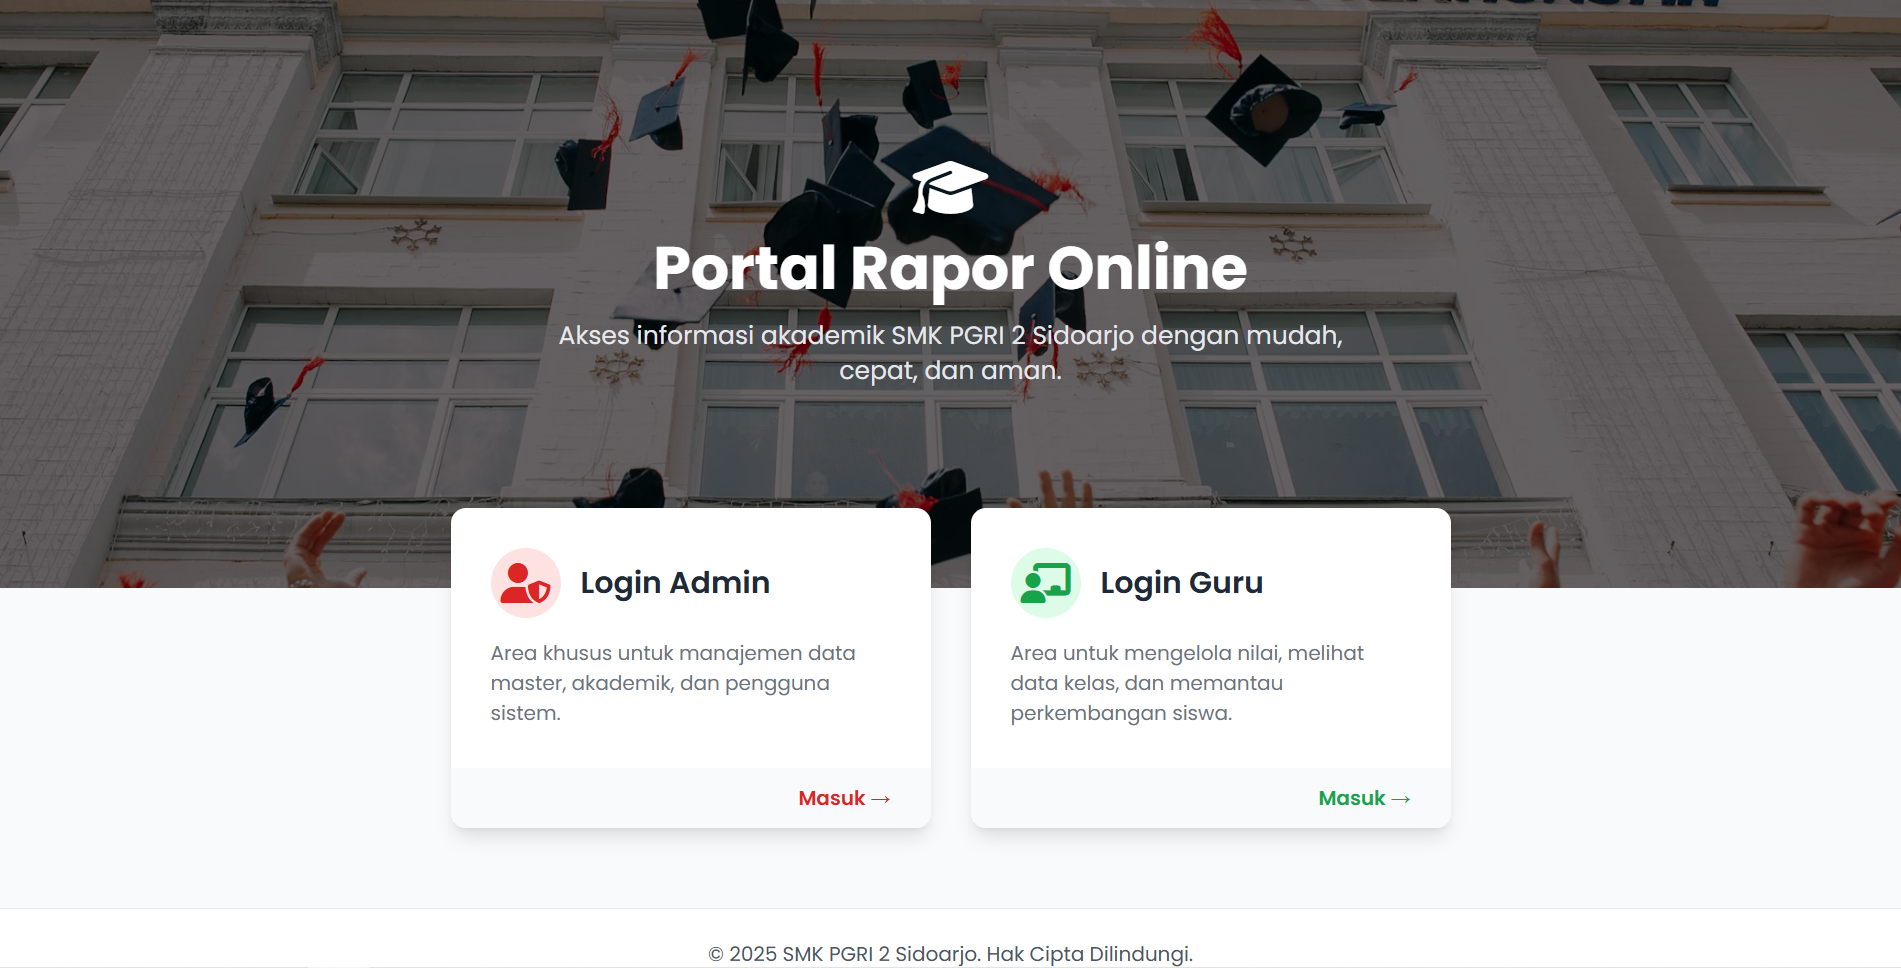 Portal Rapor Online
Akses informasi akademik SMK PGRI 2 Sidoarjo dengan mudah,
cepat, dan aman.
Login Admin
Area khusus untuk manajemen data
master, akademik, dan pengguna
sistem.
Masuk →
Login Guru
Area untuk mengelola nilai, melihat
data kelas, dan memantau
perkembangan siswa.
Masuk →
© 2025 SMK PGRI 2 Sidoarjo. Hak Cipta Dilindungi.